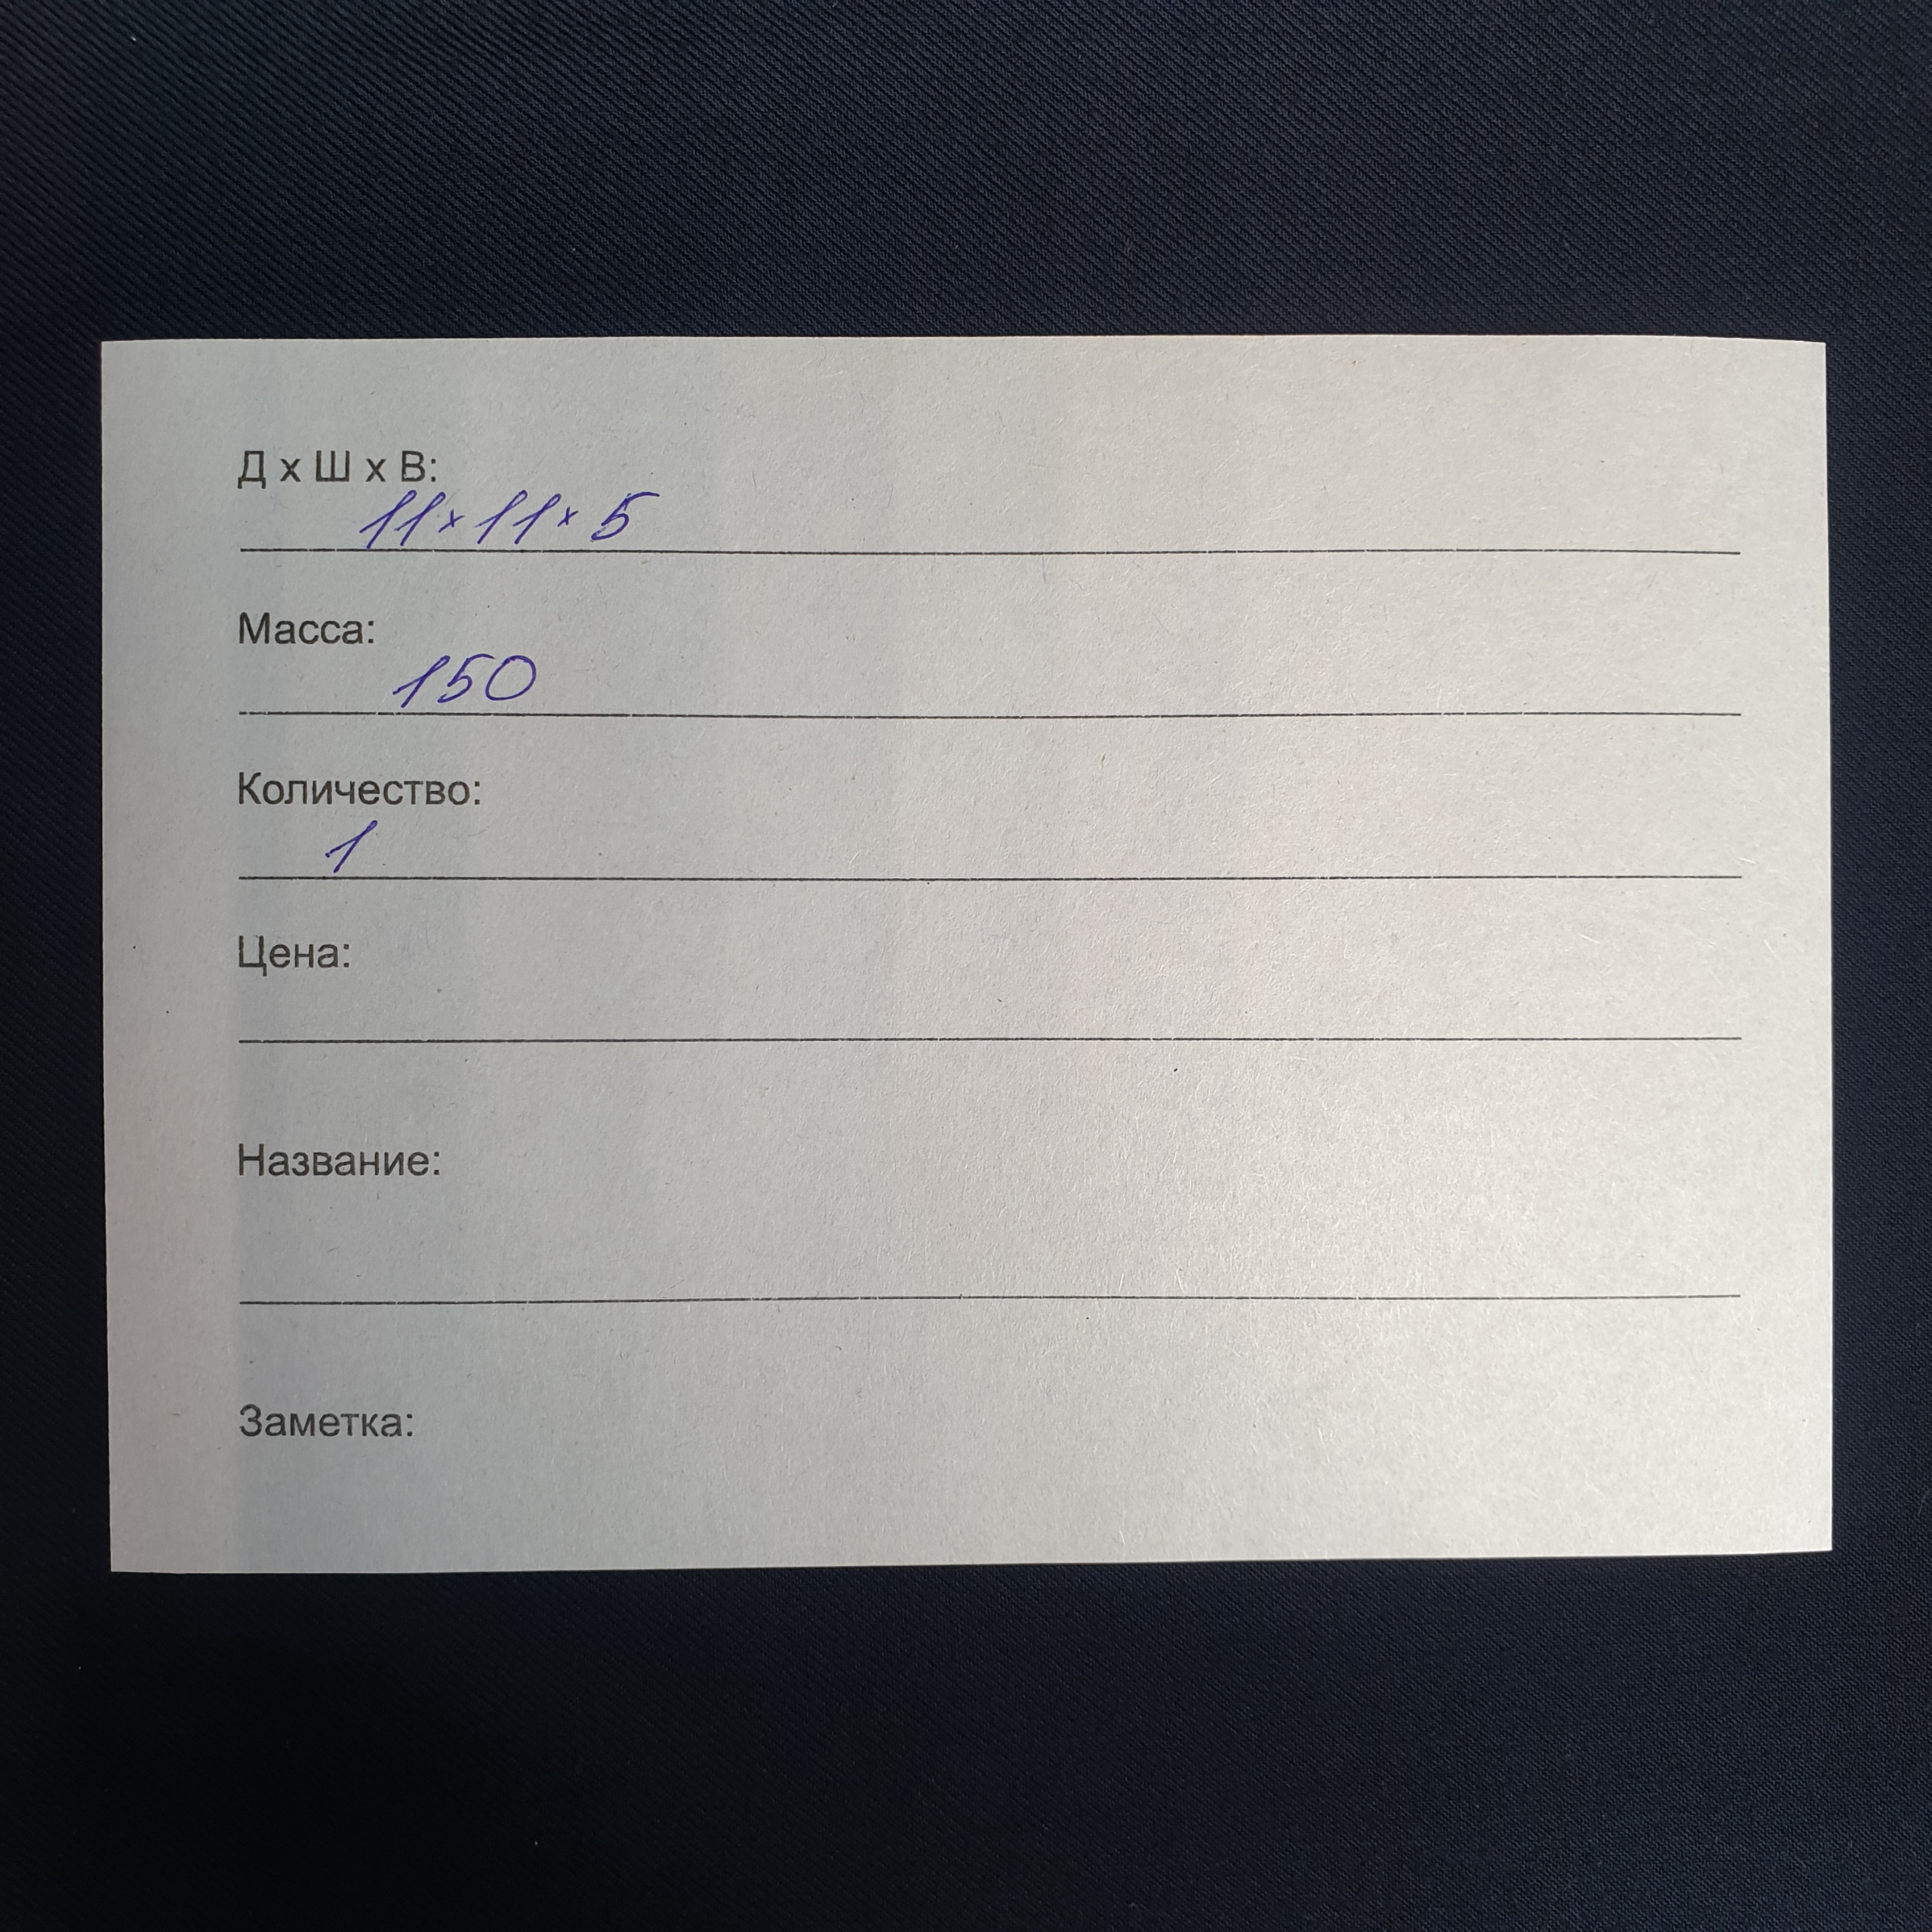 Д х Ш х В:
11×11×5
Масса:
150
Количество:
1
Цена:
Название:
Заметка: